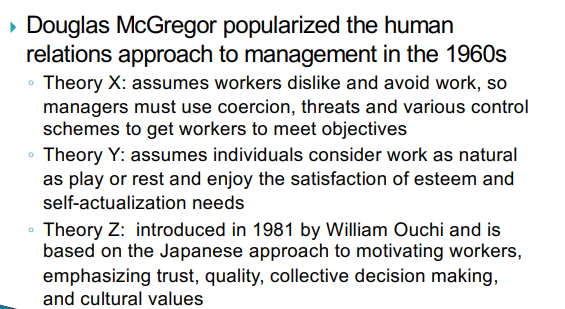 Douglas McGregor popularized the human
relations approach to management in the 1960s
Theory X: assumes workers dislike and avoid work, so
managers must use coercion, threats and various control
schemes to get workers to meet objectives
Theory Y: assumes individuals consider work as natural
as play or rest and enjoy the satisfaction of esteem and
self-actualization needs
Theory Z: introduced in 1981 by William Ouchi and is
based on the Japanese approach to motivating workers,
emphasizing trust, quality, collective decision making,
and cultural values